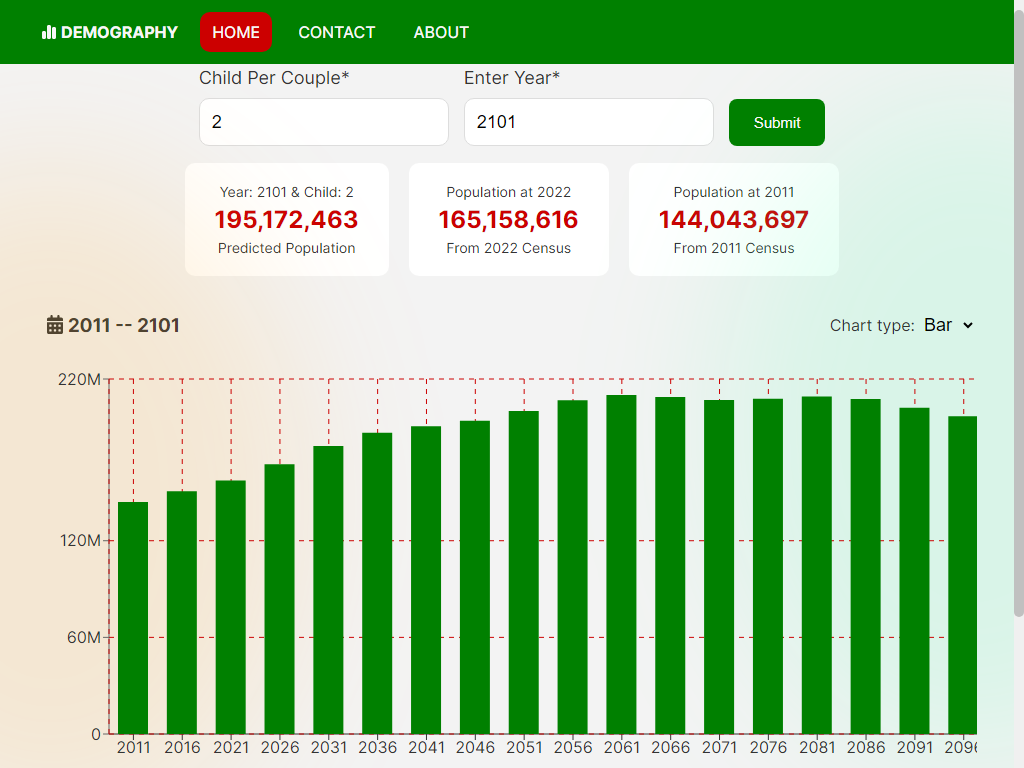 DEMOGRAPHY HOME CONTACT ABOUT
Child Per Couple* Enter Year*
2 2101 Submit
Year: 2101 & Child: 2
195,172,463
Predicted Population
Population at 2022
165,158,616
From 2022 Census
Population at 2011
144,043,697
From 2011 Census
2011 -- 2101 Chart type: Bar
220M
120M
60M
0
2011 2016 2021 2026 2031 2036 2041 2046 2051 2056 2061 2066 2071 2076 2081 2086 2091 2096